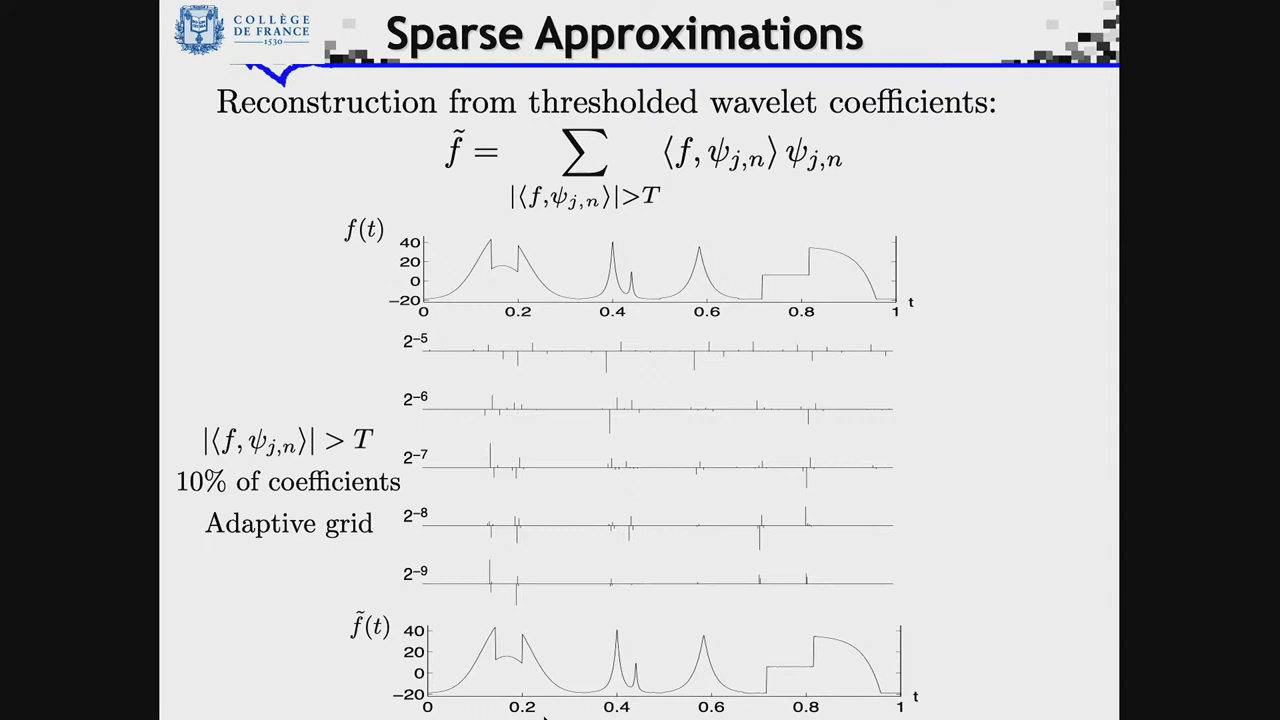 COLLÈGE
DE FRANCE
1530
Sparse Approximations
Reconstruction from thresholded wavelet coefficients:
f̃ = ∑ ⟨f, ψj,n⟩ ψj,n
|⟨f,ψj,n⟩|>T
f(t)
40
20
0
−20
0 0.2 0.4 0.6 0.8 1
t
2−5
2−6
|⟨f, ψj,n⟩| > T
2−7
10% of coefficients
2−8
Adaptive grid
2−9
f̃(t)
40
20
0
−20
0 0.2 0.4 0.6 0.8 1
t